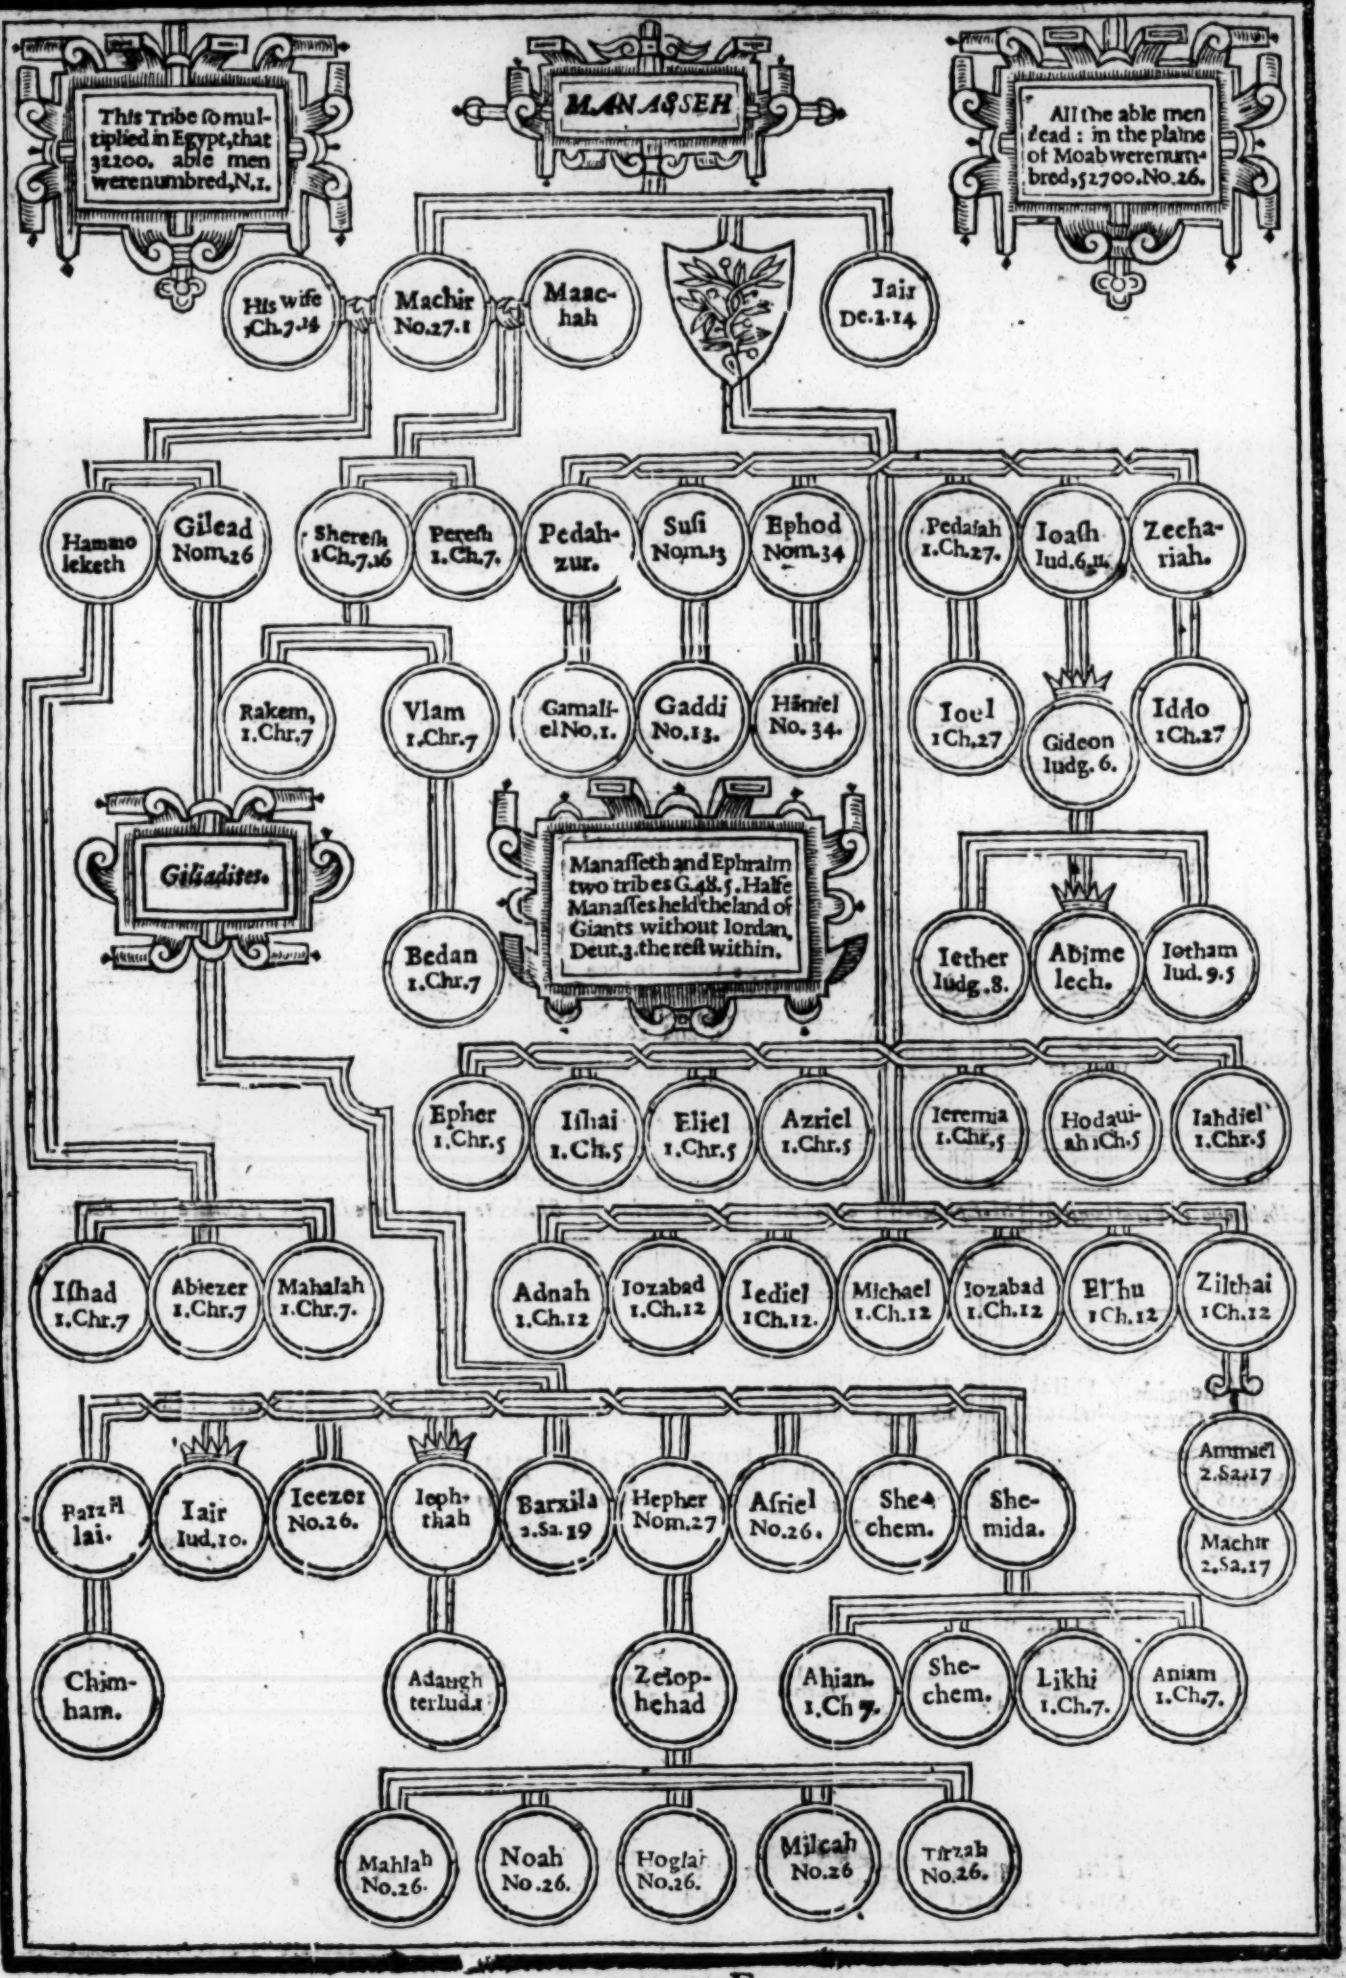 This Tribe ſo mul-
tiplied in Egypt, that
32200. able men
were numbred, N.1.
MANASSEH
All the able men
dead : in the plaine
of Moab were num-
bred, 52700. No. 26.
His wife
1Ch.7.14
Machir
No.27.1
Maac-
hah
Iair
De.1.14
Hammo
leketh
Gilead
Nom.26
Shereſh
1Ch.7.16
Pereſh
1.Ch.7.
Pedah-
zur.
Suſi
Nom.13
Ephod
Nom.34
Pedaiah
1.Ch.27.
Ioaſh
Iud.6.11.
Zecha-
riah.
Rakem,
1.Chr.7
Vlam
1.Chr.7
Gamali-
el No.1.
Gaddi
No.13.
Haniel
No. 34.
Ioel
1Ch.27
Gideon
Iudg. 6.
Iddo
1Ch.27
Giliadites.
Manaſſeth and Ephraim
two tribes G.48.5. Halfe
Manaſſes held the land of
Giants without Iordan,
Deut.3. the reſt within.
Bedan
1.Chr.7
Iether
Iudg.8.
Abime
lech.
Iotham
Iud. 9.5
Epher
1.Chr.5
Iſhai
1.Ch.5
Eliel
1.Chr.5
Azriel
1.Chr.5
Ieremia
1.Chr,5
Hodaui-
ah 1Ch.5
Iahdiel
1.Chr.5
Iſhad
1.Chr.7
Abiezer
1.Chr.7
Mahalah
1.Chr.7.
Adnah
1.Ch.12
Iozabad
1.Ch.12
Iediel
1Ch.12.
Michael
1.Ch.12
Iozabad
1.Ch.12
El hu
1Ch.12
Zilthai
1Ch.12
Barzil
lai.
Iair
Iud.10.
Ieezer
No.26.
Ieph-
thah
Barxila
2.Sa.19
Hepher
Nom.27
Aſriel
No.26.
She-
chem.
She-
mida.
Ammiel
2.Sa.17
Machir
2.Sa.17
Chim-
ham.
A daugh
ter Iud.1
Zelop-
hehad
Ahian.
1.Ch 7.
She-
chem.
Likhi
1.Ch.7.
Aniam
1.Ch.7.
Mahlah
No.26.
Noah
No.26.
Hoglai
No.26.
Milcah
No.26
Tirzah
No.26.